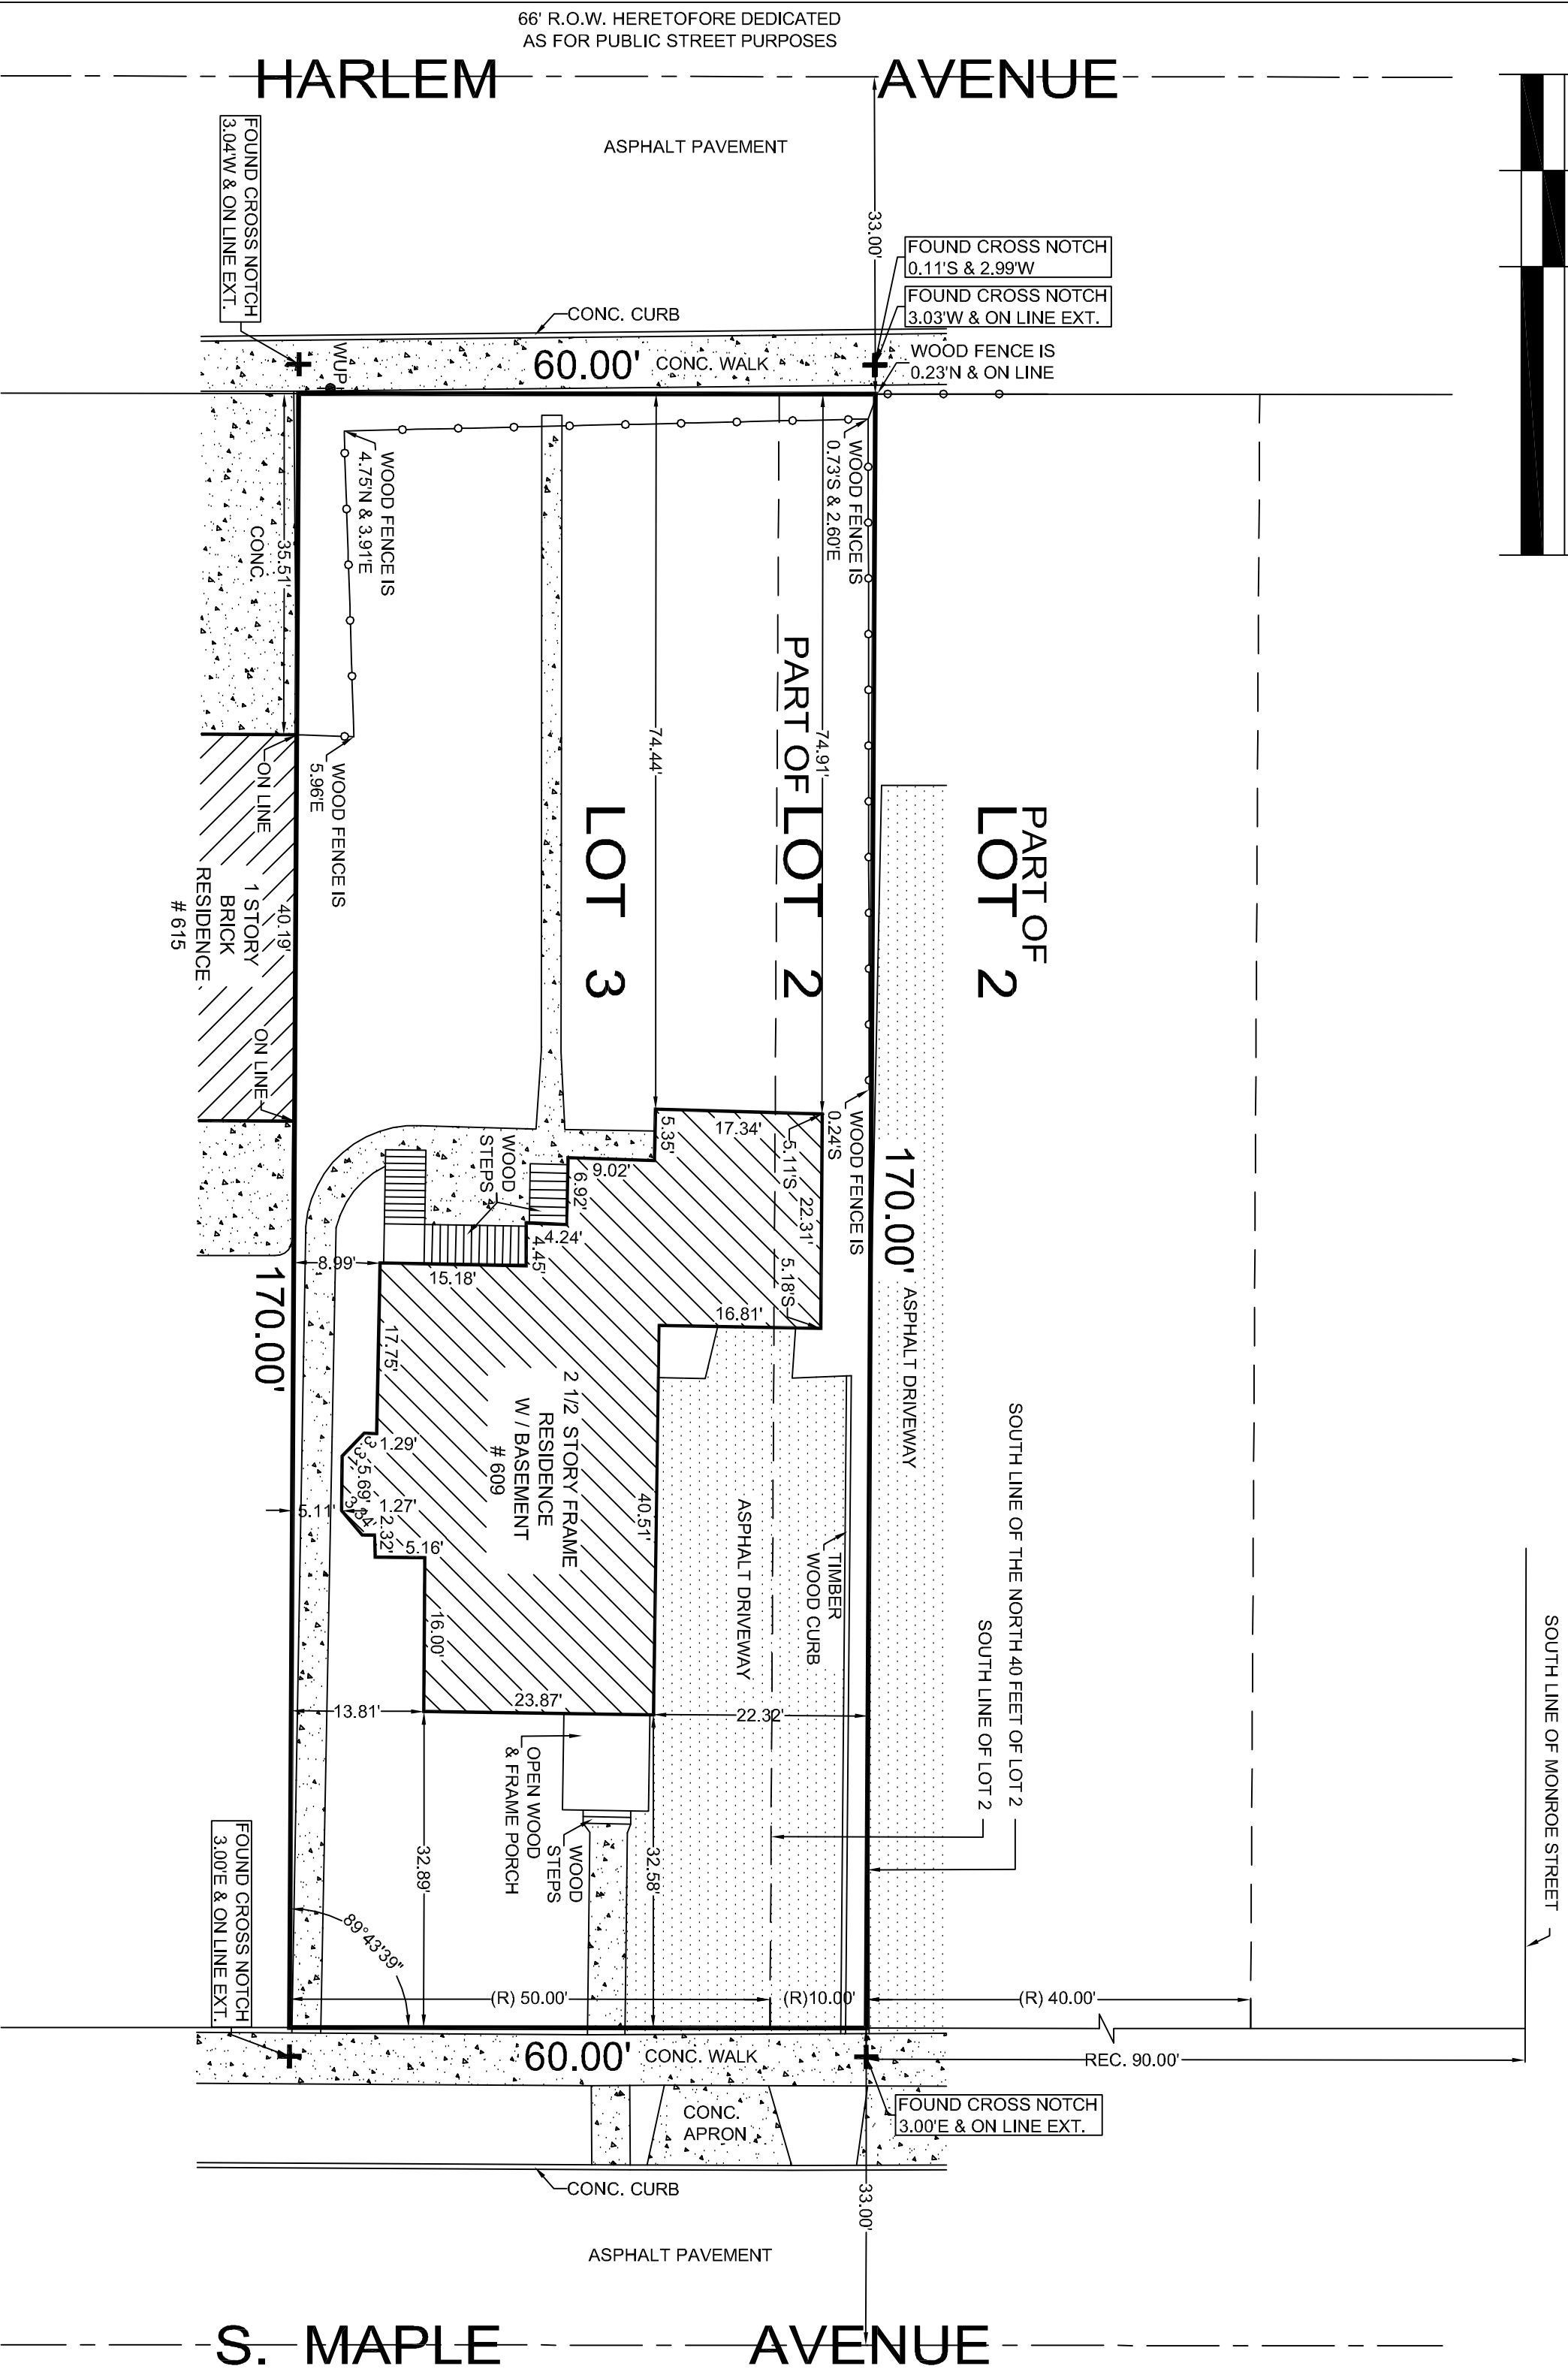 66' R.O.W. HERETOFORE DEDICATED
AS FOR PUBLIC STREET PURPOSES
HARLEM AVENUE
ASPHALT PAVEMENT
33.00'
FOUND CROSS NOTCH
3.04'W & ON LINE EXT.
FOUND CROSS NOTCH
0.11'S & 2.99'W
FOUND CROSS NOTCH
3.03'W & ON LINE EXT.
CONC. CURB
WOOD FENCE IS
0.23'N & ON LINE
WUP
60.00'
CONC. WALK
WOOD FENCE IS
4.75'N & 3.91'E
WOOD FENCE IS
0.73'S & 2.60'E
CONC.
35.51'
74.44'
74.91'
PART OF
LOT 2
PART OF
LOT 2
LOT 3
ON LINE
WOOD FENCE IS
5.96'E
40.19'
1 STORY
BRICK
RESIDENCE
# 615
ON LINE
WOOD FENCE IS
0.24'S
170.00'
ASPHALT DRIVEWAY
17.34'
5.35'
5.11'S
22.31'
5.18'S
9.02'
6.92'
WOOD
STEPS
4.24'
4.45'
8.99'
15.18'
170.00'
16.81'
17.75'
2 1/2 STORY FRAME
RESIDENCE
W / BASEMENT
# 609
40.51'
1.29'
5.69'
1.27'
5.11'
2.32'
5.16'
16.00'
ASPHALT DRIVEWAY
TIMBER
WOOD CURB
SOUTH LINE OF THE NORTH 40 FEET OF LOT 2
SOUTH LINE OF LOT 2
SOUTH LINE OF MONROE STREET
13.81'
23.87'
22.32'
OPEN WOOD
& FRAME PORCH
WOOD
STEPS
32.89'
32.58'
89°43'39"
FOUND CROSS NOTCH
3.00'E & ON LINE EXT.
(R) 50.00'
(R)10.00'
(R) 40.00'
60.00'
CONC. WALK
REC. 90.00'
FOUND CROSS NOTCH
3.00'E & ON LINE EXT.
CONC.
APRON
CONC. CURB
33.00'
ASPHALT PAVEMENT
S. MAPLE AVENUE